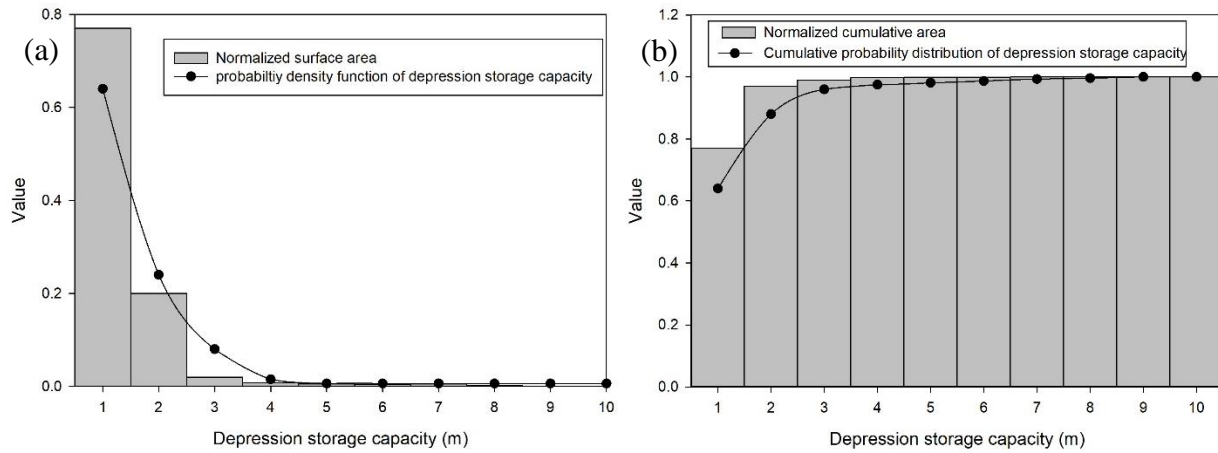 (a)
Normalized surface area
probabiltiy density function of depression storage capacity
0.8
0.6
0.4
0.2
0.0
Value
1 2 3 4 5 6 7 8 9 10
Depression storage capacity (m)
(b)
Normalized cumulative area
Cumulative probability distribution of depression storage capacity
1.2
1.0
0.8
0.6
0.4
0.2
0.0
Value
1 2 3 4 5 6 7 8 9 10
Depression storage capacity (m)